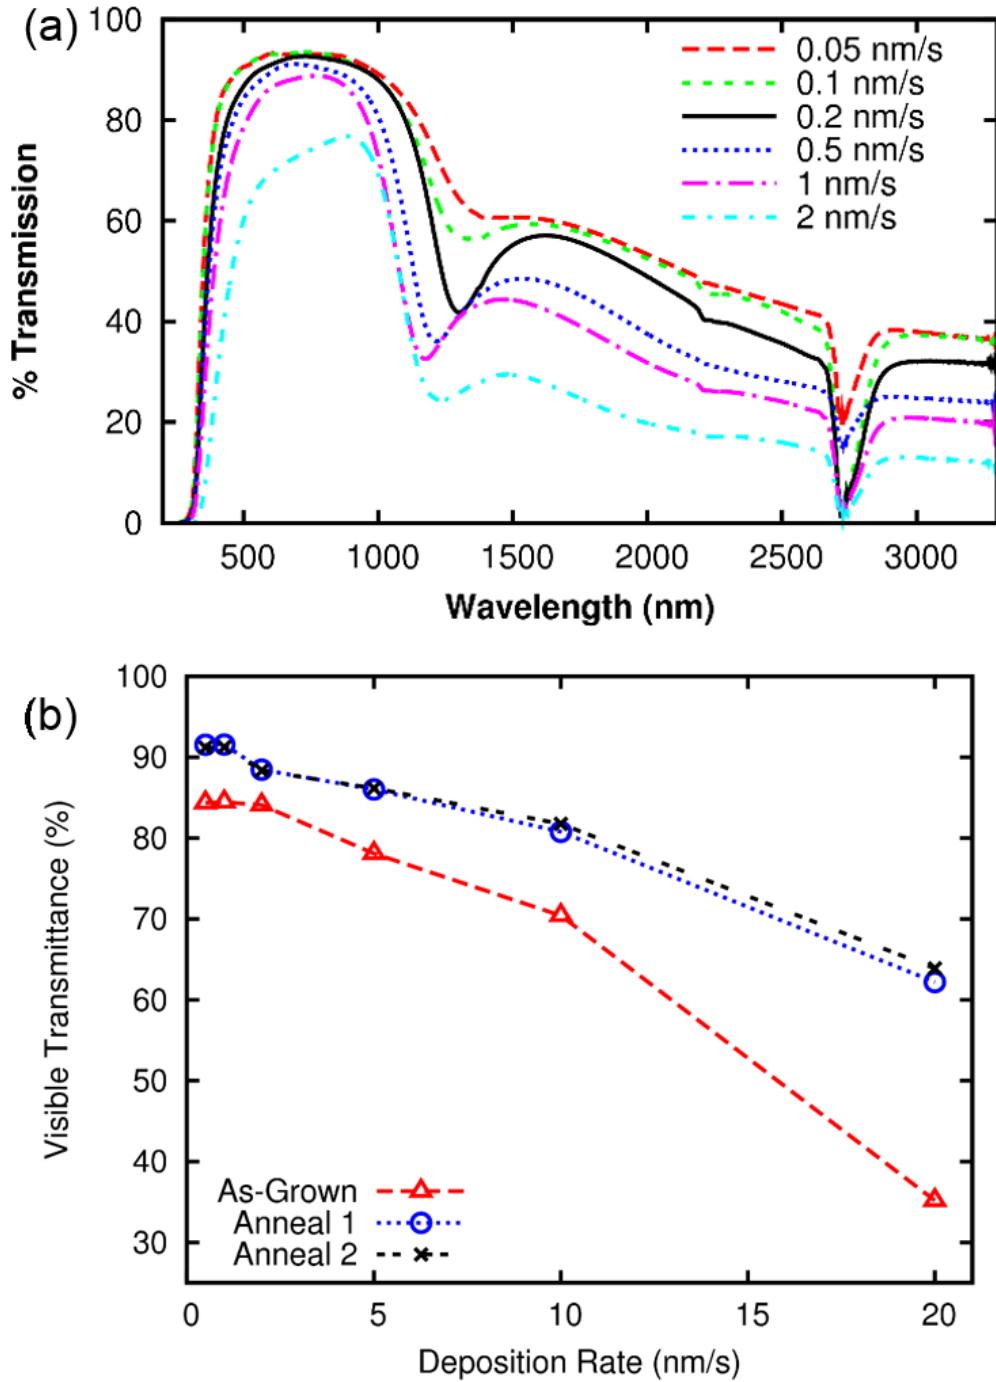 (a)
100
80
60
40
20
0
% Transmission
0.05 nm/s
0.1 nm/s
0.2 nm/s
0.5 nm/s
1 nm/s
2 nm/s
500 1000 1500 2000 2500 3000
Wavelength (nm)
(b)
100
90
80
70
60
50
40
30
Visible Transmittance (%)
As-Grown
Anneal 1
Anneal 2
0 5 10 15 20
Deposition Rate (nm/s)